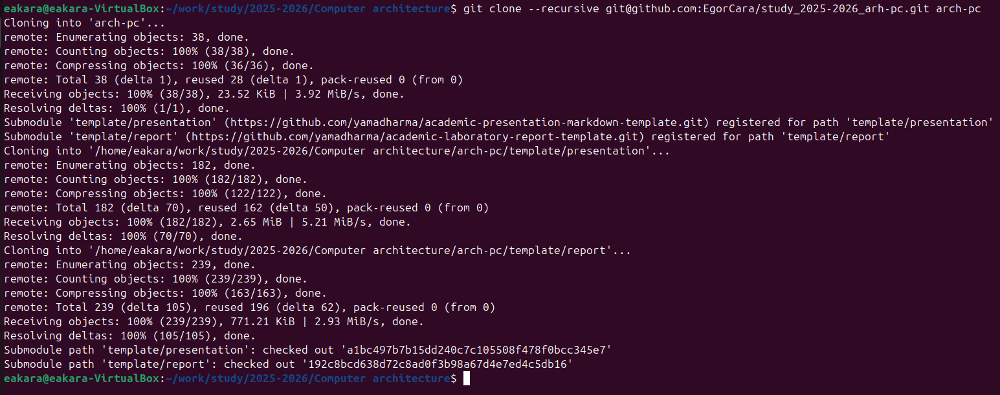 eakara@eakara-VirtualBox:~/work/study/2025-2026/Computer architecture$ git clone --recursive git@github.com:EgorCara/study_2025-2026_arh-pc.git arch-pc
Cloning into 'arch-pc'...
remote: Enumerating objects: 38, done.
remote: Counting objects: 100% (38/38), done.
remote: Compressing objects: 100% (36/36), done.
remote: Total 38 (delta 1), reused 28 (delta 1), pack-reused 0 (from 0)
Receiving objects: 100% (38/38), 23.52 KiB | 3.92 MiB/s, done.
Resolving deltas: 100% (1/1), done.
Submodule 'template/presentation' (https://github.com/yamadharma/academic-presentation-markdown-template.git) registered for path 'template/presentation'
Submodule 'template/report' (https://github.com/yamadharma/academic-laboratory-report-template.git) registered for path 'template/report'
Cloning into '/home/eakara/work/study/2025-2026/Computer architecture/arch-pc/template/presentation'...
remote: Enumerating objects: 182, done.
remote: Counting objects: 100% (182/182), done.
remote: Compressing objects: 100% (122/122), done.
remote: Total 182 (delta 70), reused 162 (delta 50), pack-reused 0 (from 0)
Receiving objects: 100% (182/182), 2.65 MiB | 5.21 MiB/s, done.
Resolving deltas: 100% (70/70), done.
Cloning into '/home/eakara/work/study/2025-2026/Computer architecture/arch-pc/template/report'...
remote: Enumerating objects: 239, done.
remote: Counting objects: 100% (239/239), done.
remote: Compressing objects: 100% (163/163), done.
remote: Total 239 (delta 105), reused 196 (delta 62), pack-reused 0 (from 0)
Receiving objects: 100% (239/239), 771.21 KiB | 2.93 MiB/s, done.
Resolving deltas: 100% (105/105), done.
Submodule path 'template/presentation': checked out 'a1bc497b7b15dd240c7c105508f478f0bcc345e7'
Submodule path 'template/report': checked out '192c8bcd638d72c8ad0f3b98a67d4e7ed4c5db16'
eakara@eakara-VirtualBox:~/work/study/2025-2026/Computer architecture$